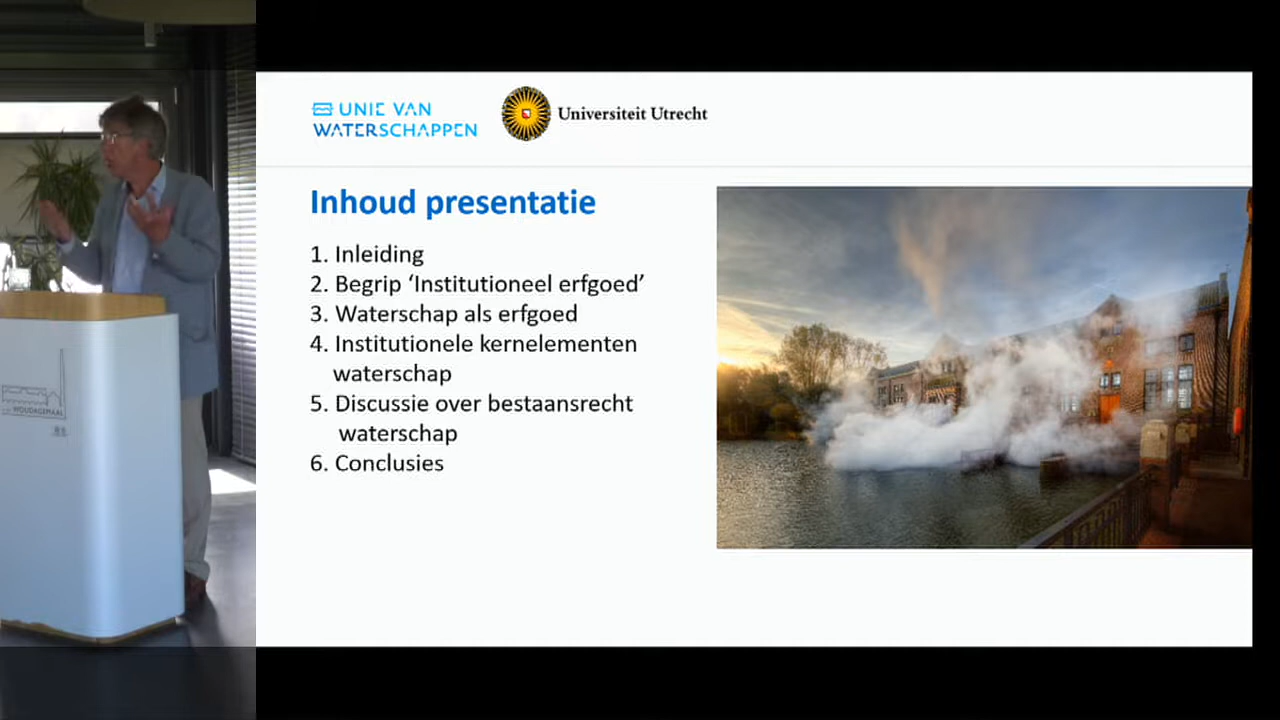 UNIE VAN
WATERSCHAPPEN
Universiteit Utrecht
Inhoud presentatie
1. Inleiding
2. Begrip ‘Institutioneel erfgoed’
3. Waterschap als erfgoed
4. Institutionele kernelementen
waterschap
5. Discussie over bestaansrecht
waterschap
6. Conclusies
WOUDAGEMAAL